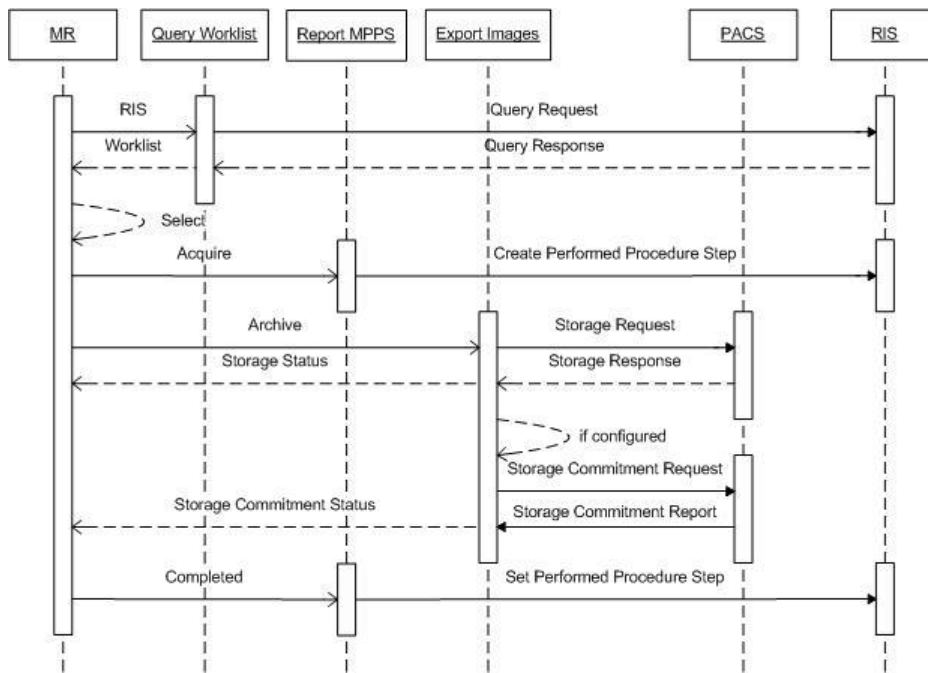 MR
Query Worklist
Report MPPS
Export Images
PACS
RIS
RIS
Query Request
Worklist
Query Response
Select
Acquire
Create Performed Procedure Step
Archive
Storage Request
Storage Status
Storage Response
if configured
Storage Commitment Request
Storage Commitment Status
Storage Commitment Report
Completed
Set Performed Procedure Step